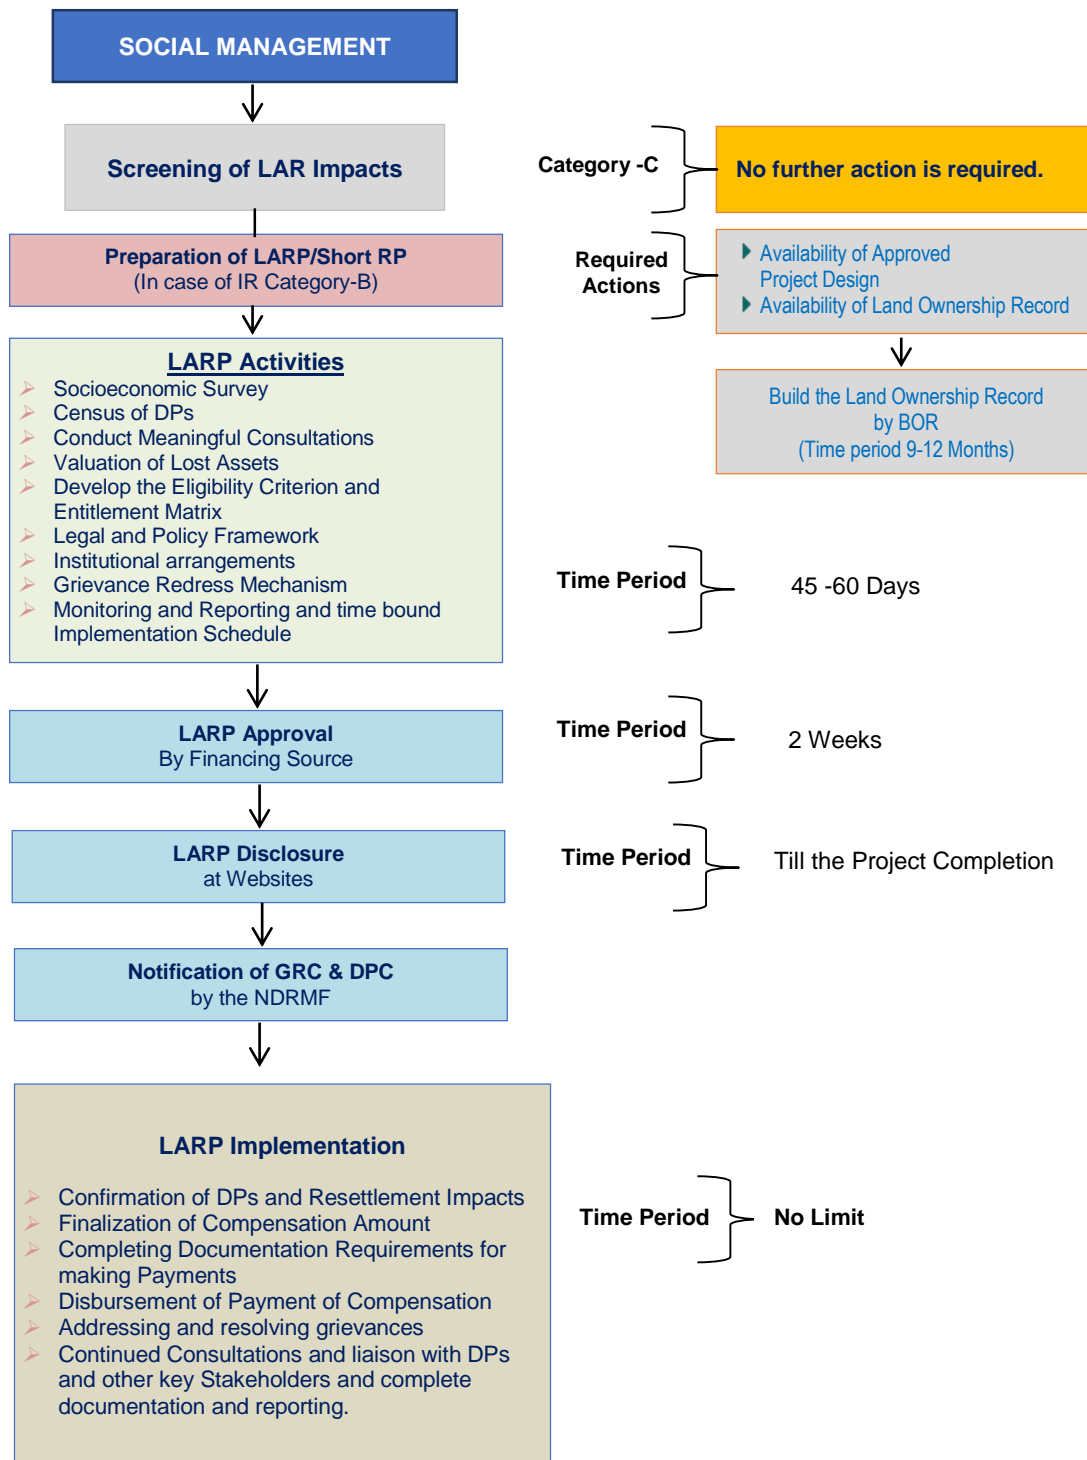 SOCIAL MANAGEMENT
Screening of LAR Impacts
Category -C
No further action is required.
Preparation of LARP/Short RP
(In case of IR Category-B)
Required
Actions
Availability of Approved
Project Design
Availability of Land Ownership Record
Build the Land Ownership Record
by BOR
(Time period 9-12 Months)
LARP Activities
Socioeconomic Survey
Census of DPs
Conduct Meaningful Consultations
Valuation of Lost Assets
Develop the Eligibility Criterion and
Entitlement Matrix
Legal and Policy Framework
Institutional arrangements
Grievance Redress Mechanism
Monitoring and Reporting and time bound
Implementation Schedule
Time Period
45 -60 Days
LARP Approval
By Financing Source
Time Period
2 Weeks
LARP Disclosure
at Websites
Time Period
Till the Project Completion
Notification of GRC & DPC
by the NDRMF
LARP Implementation
Confirmation of DPs and Resettlement Impacts
Finalization of Compensation Amount
Completing Documentation Requirements for
making Payments
Disbursement of Payment of Compensation
Addressing and resolving grievances
Continued Consultations and liaison with DPs
and other key Stakeholders and complete
documentation and reporting.
Time Period
No Limit